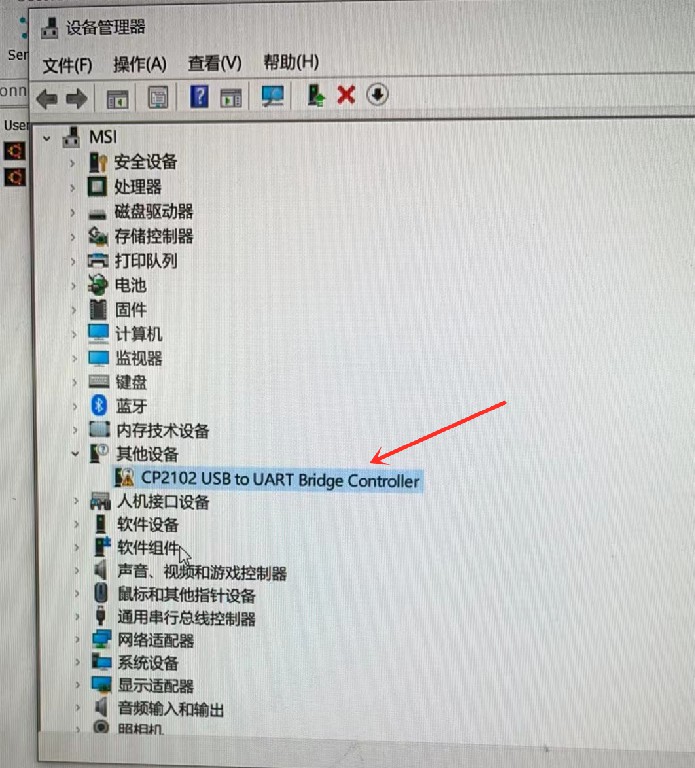 Ser
onn
User
设备管理器
文件(F) 操作(A) 查看(V) 帮助(H)
MSI
安全设备
处理器
磁盘驱动器
存储控制器
打印队列
电池
固件
计算机
监视器
键盘
蓝牙
内存技术设备
其他设备
CP2102 USB to UART Bridge Controller
人机接口设备
软件设备
软件组件
声音、视频和游戏控制器
鼠标和其他指针设备
通用串行总线控制器
网络适配器
系统设备
显示适配器
音频输入和输出
照相机